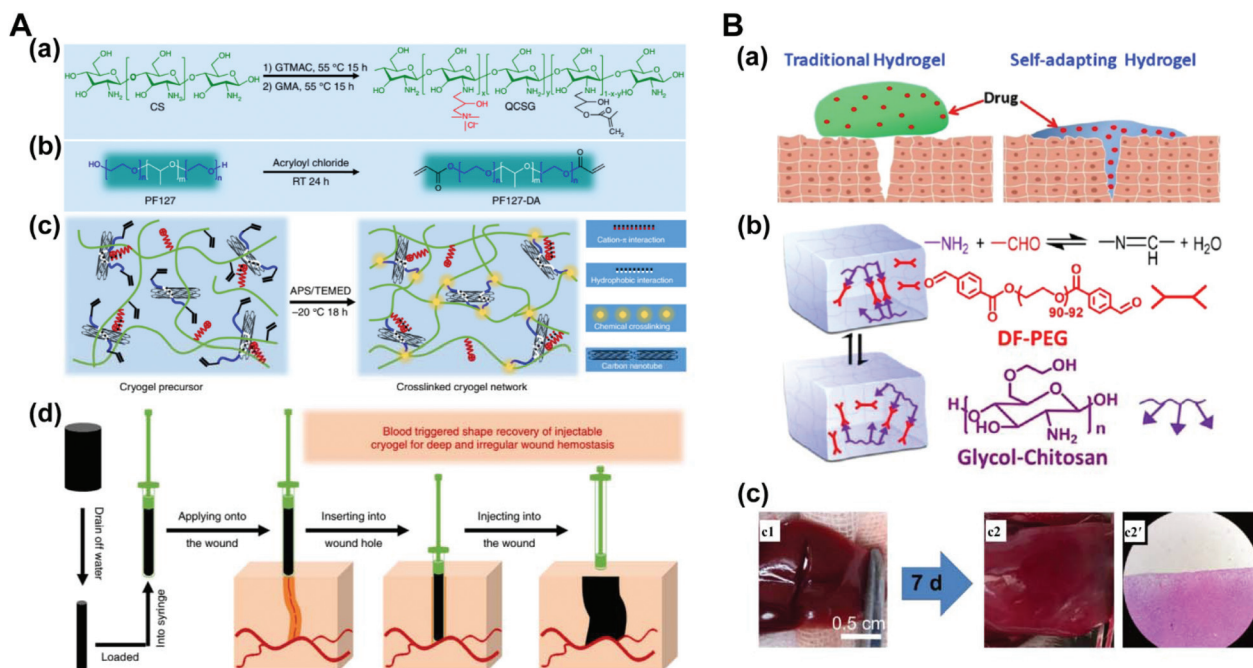 A
(a)
CS
1) GTMAC, 55 °C 15 h
2) GMA, 55 °C 15 h
QCSG
(b)
PF127
Acryloyl chloride
RT 24 h
PF127-DA
(c)
APS/TEMED
–20 °C 18 h
Cryogel precursor
Crosslinked cryogel network
Cation-π interaction
Hydrophobic interaction
Chemical crosslinking
Carbon nanotube
(d)
Blood triggered shape recovery of injectable
cryogel for deep and irregular wound hemostasis
Drain off
water
Loaded
Into syringe
Applying onto
the wound
Inserting into
wound hole
Injecting into
the wound
B
(a)
Traditional Hydrogel
Self-adapting Hydrogel
Drug
(b)
—NH2 + —CHO ⇌ —N=C—H + H2O
90-92
DF-PEG
Glycol-Chitosan
(c)
c1
0.5 cm
7 d
c2
c2'